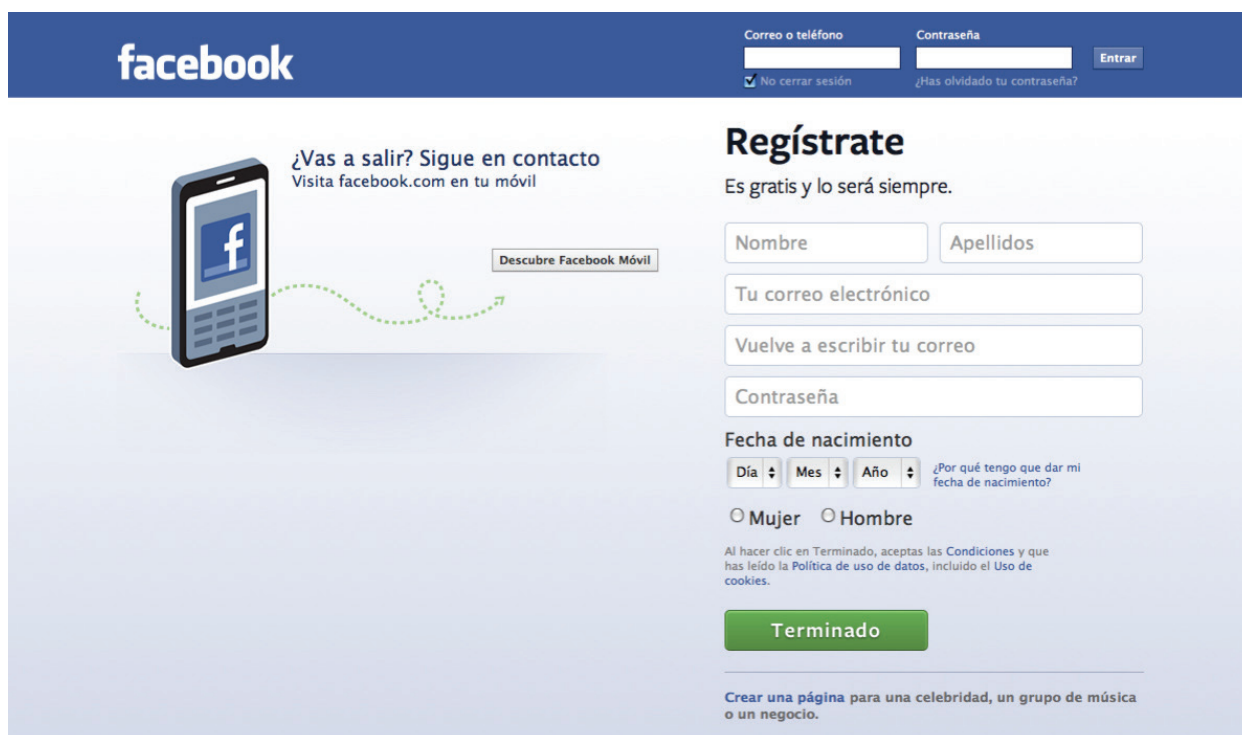 facebook
Correo o teléfono
Contraseña
Entrar
No cerrar sesión
¿Has olvidado tu contraseña?
¿Vas a salir? Sigue en contacto
Visita facebook.com en tu móvil
f
Descubre Facebook Móvil
Regístrate
Es gratis y lo será siempre.
Nombre
Apellidos
Tu correo electrónico
Vuelve a escribir tu correo
Contraseña
Fecha de nacimiento
Día
Mes
Año
¿Por qué tengo que dar mi
fecha de nacimiento?
Mujer
Hombre
Al hacer clic en Terminado, aceptas las Condiciones y que
has leído la Política de uso de datos, incluido el Uso de
cookies.
Terminado
Crear una página para una celebridad, un grupo de música
o un negocio.